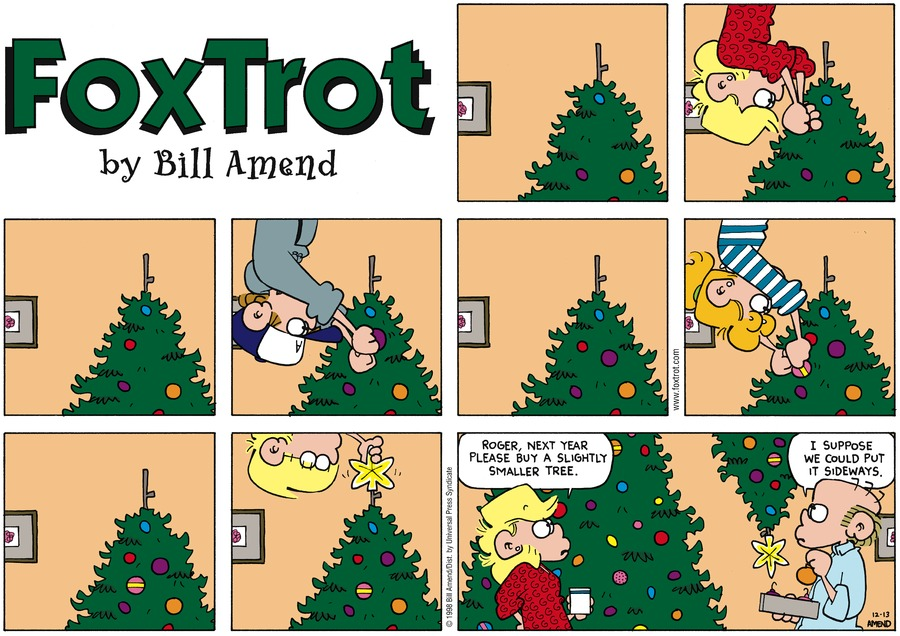 FoxTrot
by Bill Amend
A
www.foxtrot.com
© 1998 Bill Amend/Dist. by Universal Press Syndicate
ROGER, NEXT YEAR
PLEASE BUY A SLIGHTLY
SMALLER TREE.
I SUPPOSE
WE COULD PUT
IT SIDEWAYS.
12-13
AMEND